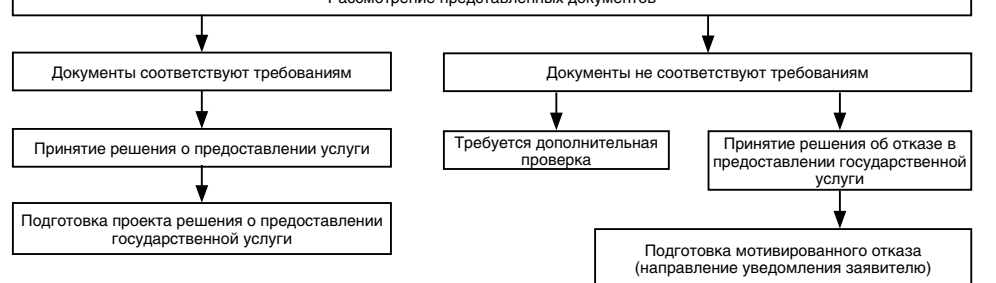 Рассмотрение представленных документов
Документы соответствуют требованиям
Документы не соответствуют требованиям
Принятие решения о предоставлении услуги
Требуется дополнительная
проверка
Принятие решения об отказе в
предоставлении государственной
услуги
Подготовка проекта решения о предоставлении
государственной услуги
Подготовка мотивированного отказа
(направление уведомления заявителю)